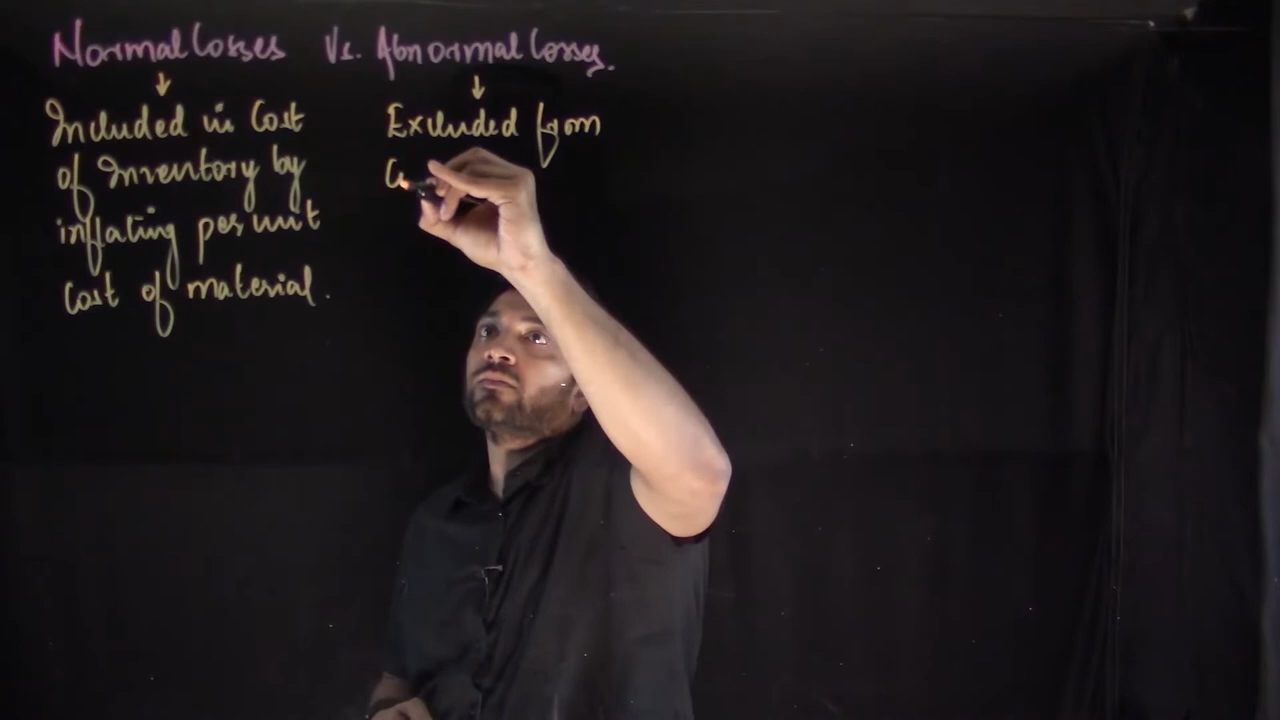 Normal Losses Vs. Abnormal Losses.
Included in Cost
of Inventory by
inflating per unit
Cost of material.
Excluded from